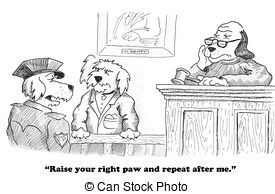 “Raise your right paw and repeat after me.”
© Can Stock Photo